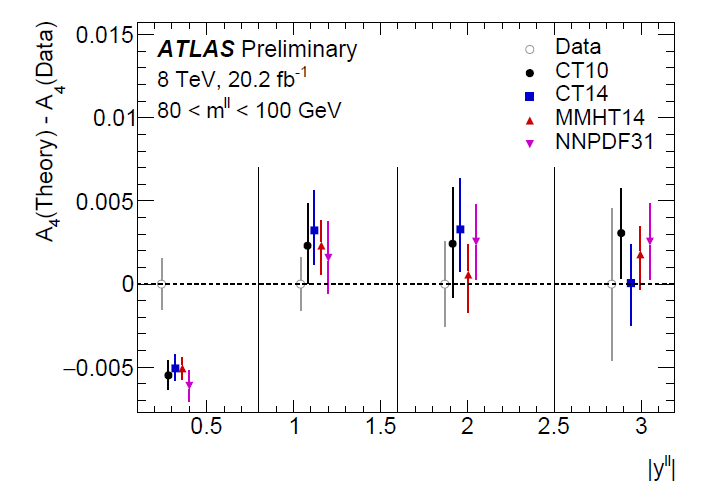 A₄(Theory) - A₄(Data)
ATLAS Preliminary
8 TeV, 20.2 fb⁻¹
80 < mˡˡ < 100 GeV
Data
CT10
CT14
MMHT14
NNPDF31
0.015
0.01
0.005
0
−0.005
0.5 1 1.5 2 2.5 3
|yˡˡ|